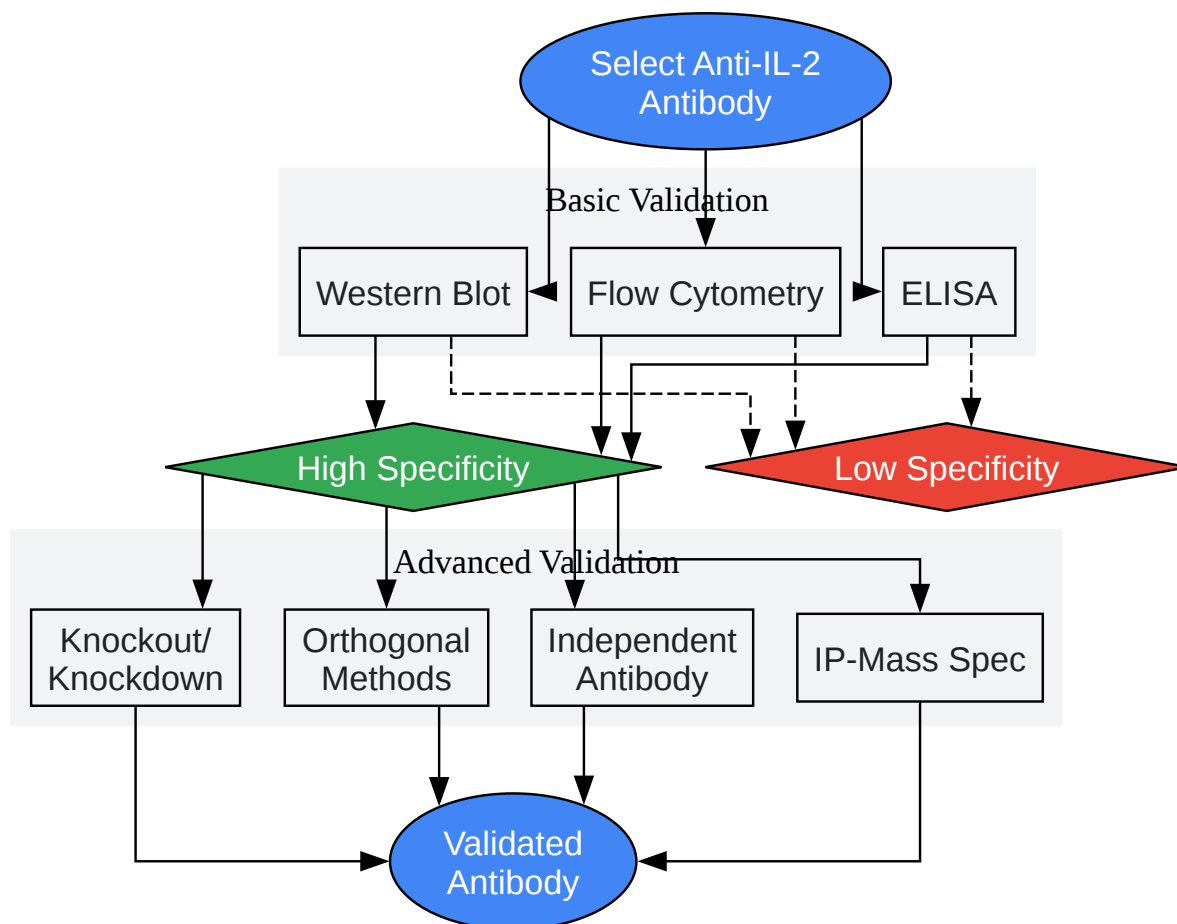 Select Anti-IL-2
Antibody
Basic Validation
Western Blot
Flow Cytometry
ELISA
High Specificity
Low Specificity
Advanced Validation
Knockout/
Knockdown
Orthogonal
Methods
Independent
Antibody
IP-Mass Spec
Validated
Antibody